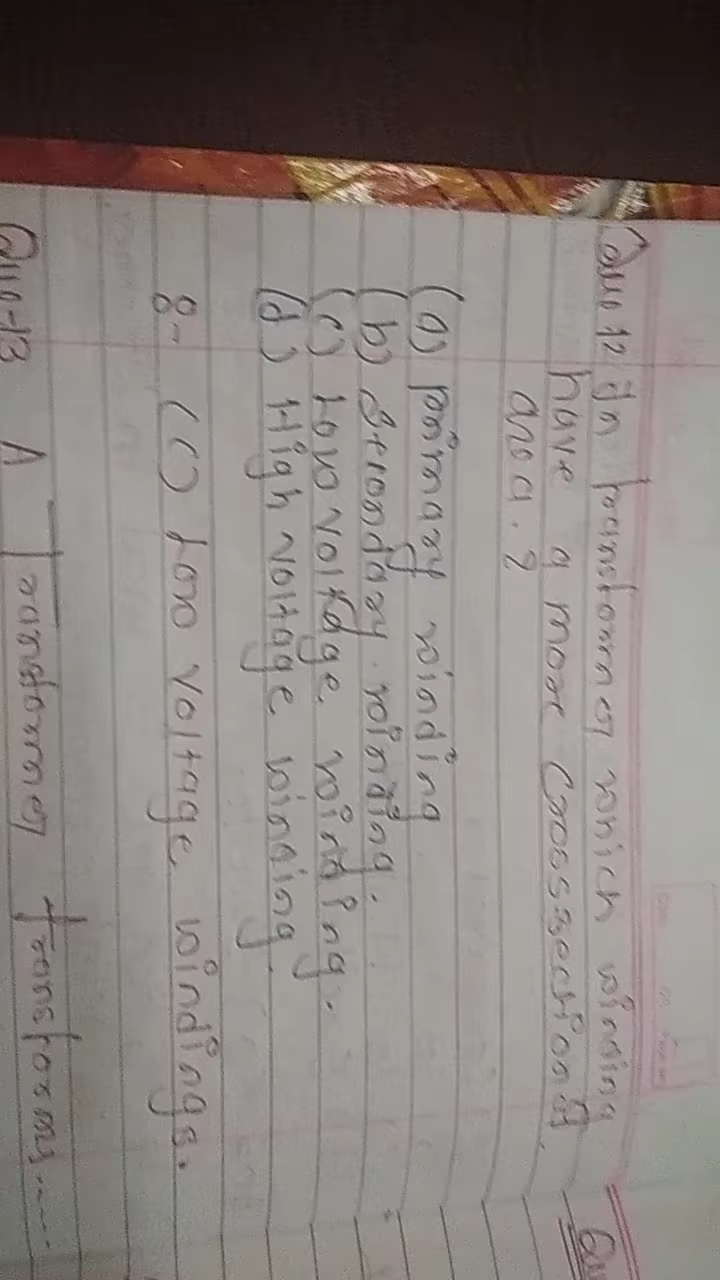 Que 12 In transformer which winding
have a more Crosssectional
area. ?
(a) primary winding
(b) Secondary winding.
(c) Low voltage winding.
(d) High voltage winding
8- (C) Low voltage windings.
Que-13 A Transformer transforms....
Qu